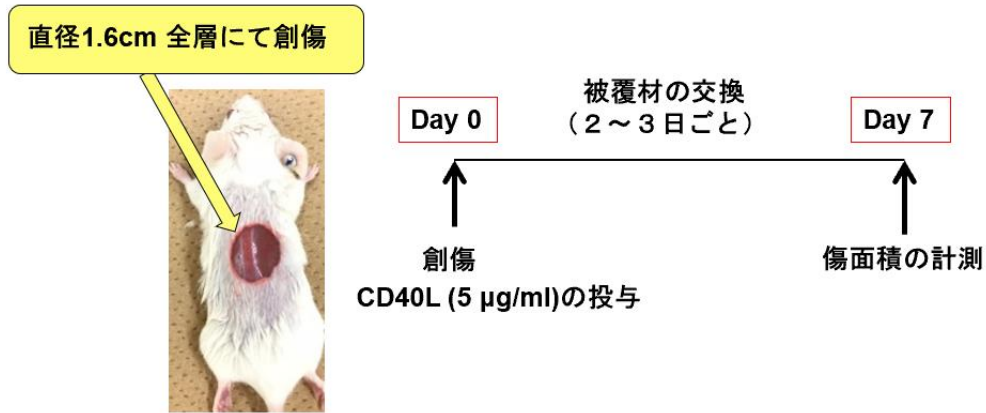 直径1.6cm 全層にて創傷
Day 0
被覆材の交換
（２～３日ごと）
Day 7
創傷
CD40L (5 μg/ml)の投与
傷面積の計測